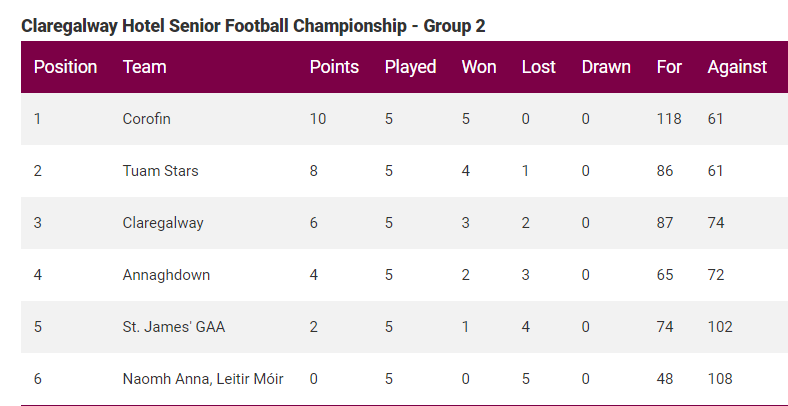 Claregalway Hotel Senior Football Championship - Group 2
Position Team Points Played Won Lost Drawn For Against
1 Corofin 10 5 5 0 0 118 61
2 Tuam Stars 8 5 4 1 0 86 61
3 Claregalway 6 5 3 2 0 87 74
4 Annaghdown 4 5 2 3 0 65 72
5 St. James' GAA 2 5 1 4 0 74 102
6 Naomh Anna, Leitir Móir 0 5 0 5 0 48 108